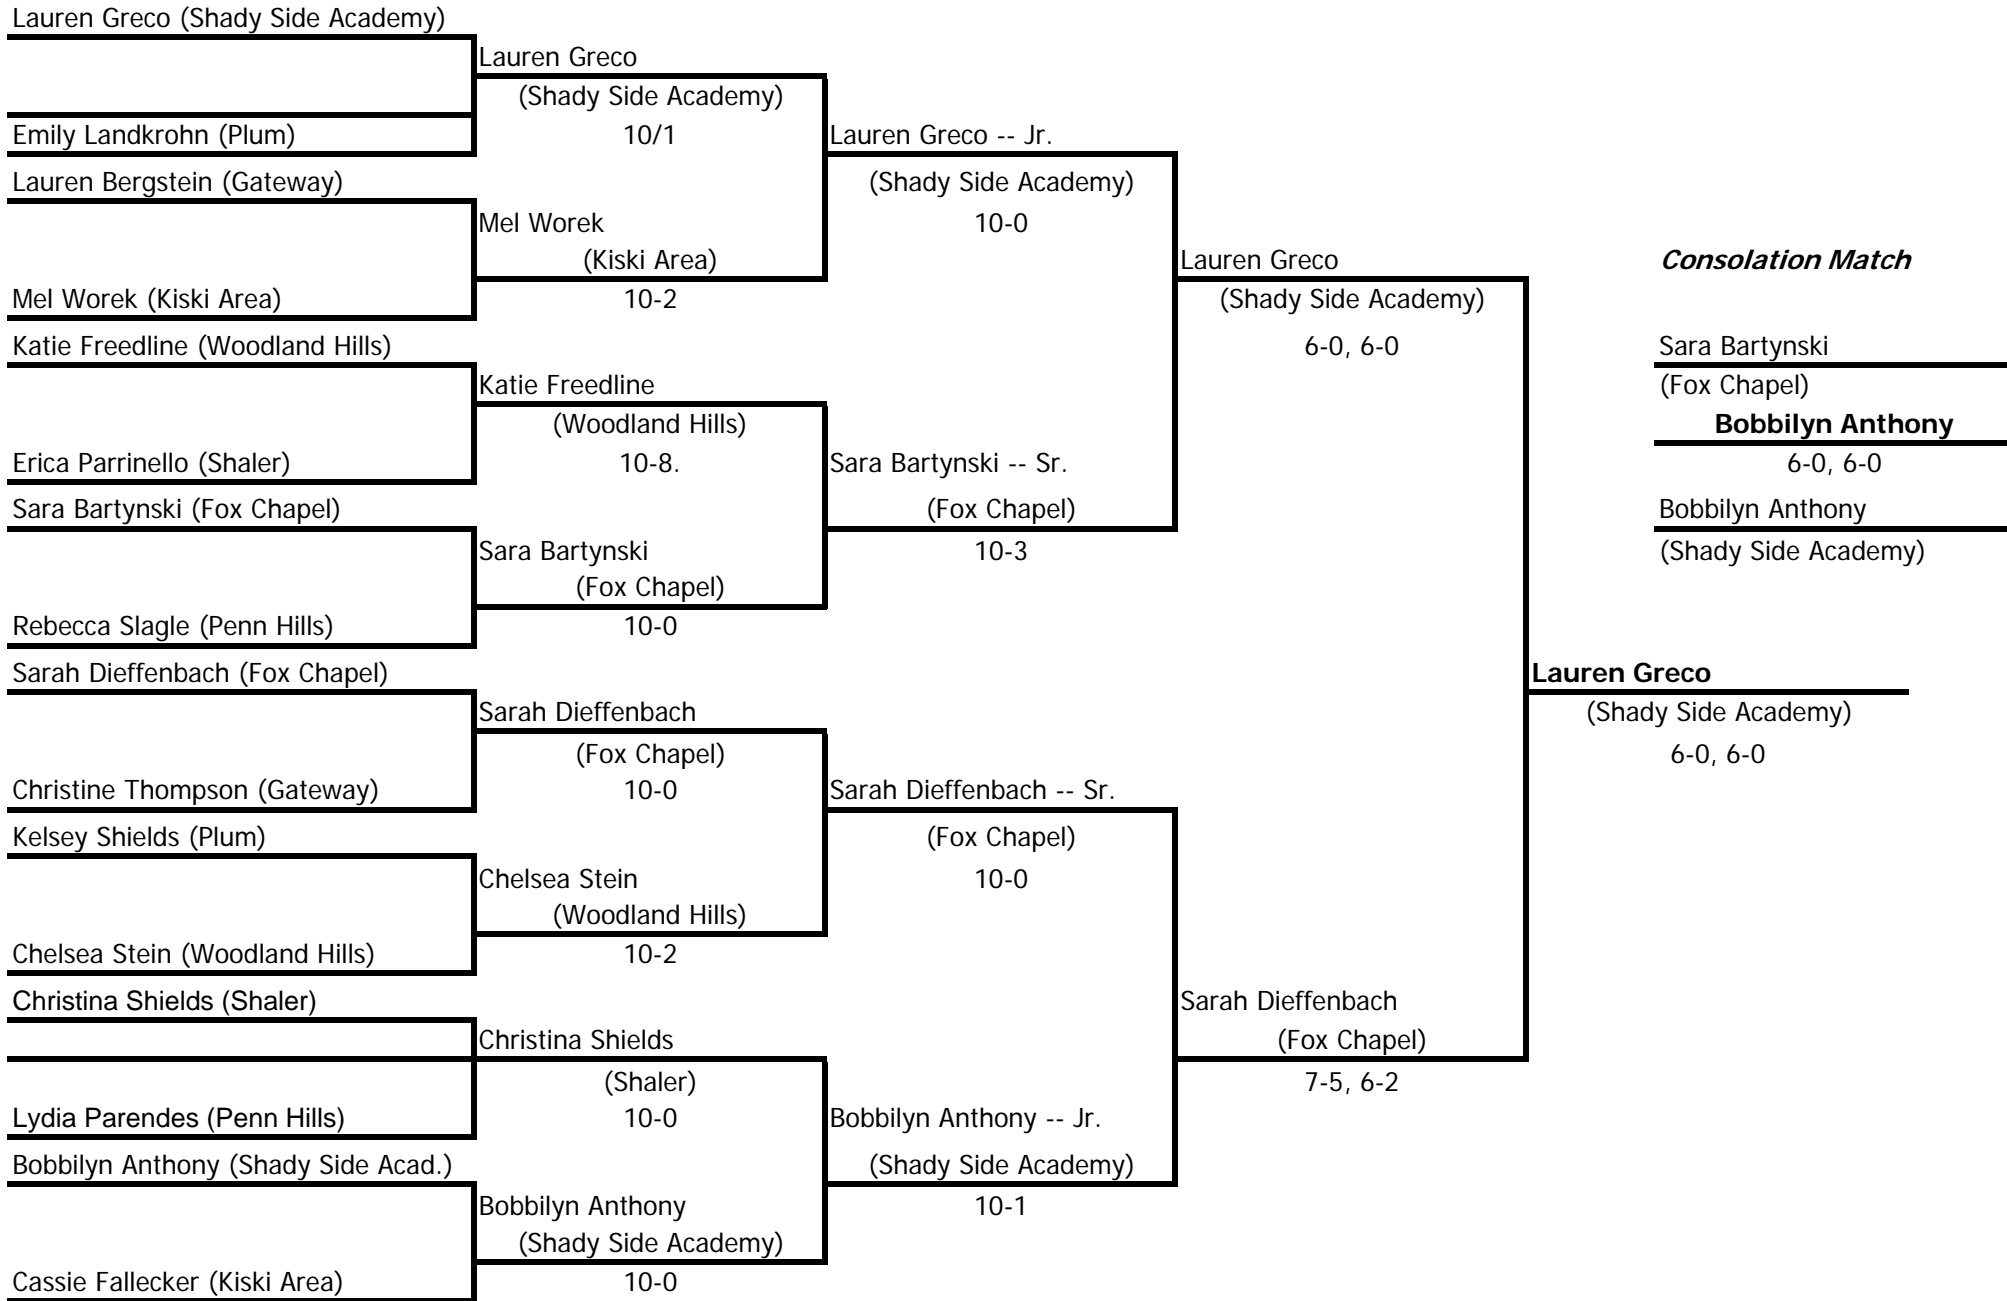 Lauren Greco (Shady Side Academy)
Lauren Greco
(Shady Side Academy)
Emily Landkrohn (Plum)
10/1
Lauren Greco -- Jr.
Lauren Bergstein (Gateway)
(Shady Side Academy)
Mel Worek
10-0
(Kiski Area)
Lauren Greco
Consolation Match
Mel Worek (Kiski Area)
10-2
(Shady Side Academy)
Katie Freedline (Woodland Hills)
6-0, 6-0
Sara Bartynski
Katie Freedline
(Fox Chapel)
(Woodland Hills)
Bobbilyn Anthony
Erica Parrinello (Shaler)
10-8.
Sara Bartynski -- Sr.
6-0, 6-0
Sara Bartynski (Fox Chapel)
(Fox Chapel)
Bobbilyn Anthony
Sara Bartynski
10-3
(Shady Side Academy)
(Fox Chapel)
Rebecca Slagle (Penn Hills)
10-0
Sarah Dieffenbach (Fox Chapel)
Lauren Greco
Sarah Dieffenbach
(Shady Side Academy)
(Fox Chapel)
6-0, 6-0
Christine Thompson (Gateway)
10-0
Sarah Dieffenbach -- Sr.
Kelsey Shields (Plum)
(Fox Chapel)
Chelsea Stein
10-0
(Woodland Hills)
Chelsea Stein (Woodland Hills)
10-2
Christina Shields (Shaler)
Sarah Dieffenbach
Christina Shields
(Fox Chapel)
(Shaler)
7-5, 6-2
Lydia Parendes (Penn Hills)
10-0
Bobbilyn Anthony -- Jr.
Bobbilyn Anthony (Shady Side Acad.)
(Shady Side Academy)
Bobbilyn Anthony
10-1
(Shady Side Academy)
Cassie Fallecker (Kiski Area)
10-0